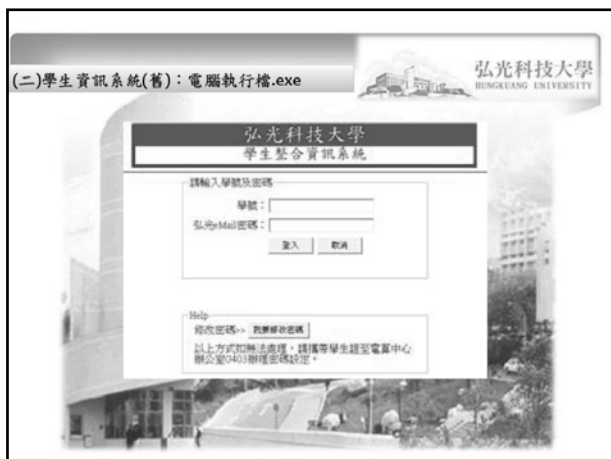 弘光科技大學
HUNGKUANG UNIVERSITY
(二)學生資訊系統(舊)：電腦執行檔.exe
弘光科技大學
學生整合資訊系統
請輸入學號及密碼
學號：
弘光eMail密碼：
登入 取消
Help
修改密碼>> 我要修改密碼
以上方式如無法處理，請攜帶學生證至電算中心
辦公室G403辦理密碼設定。